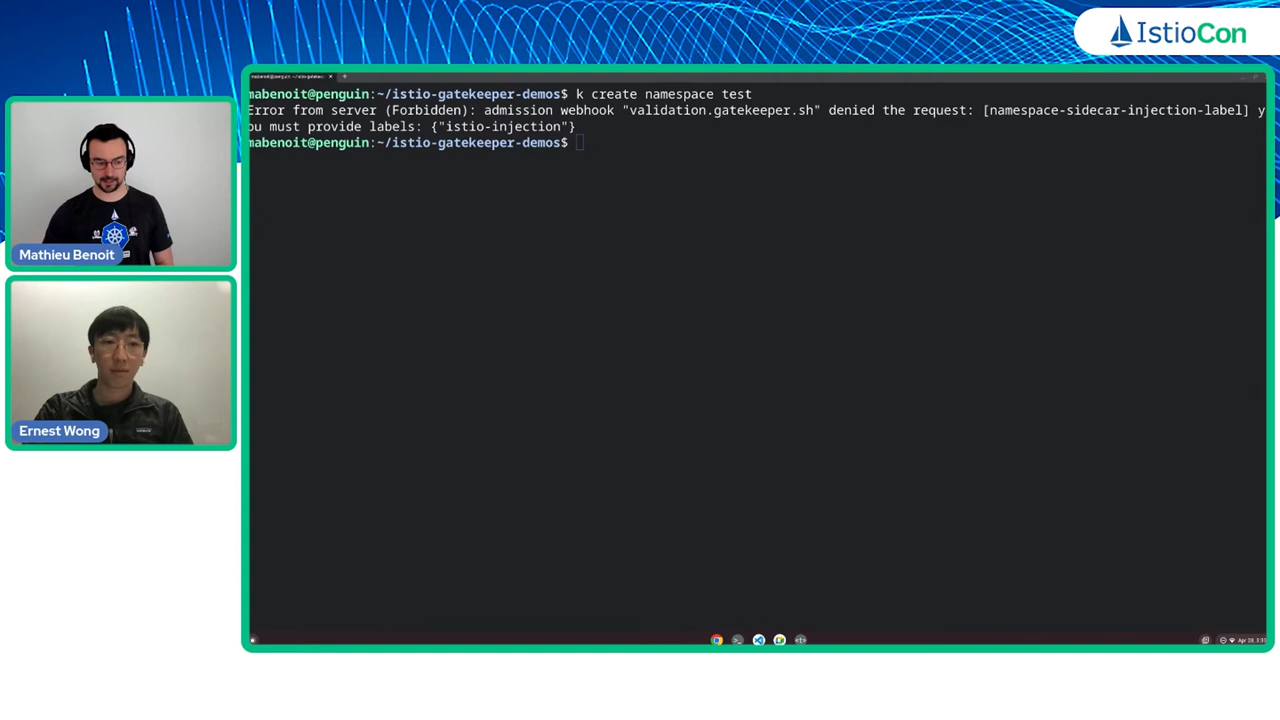 IstioCon
mabenoit@penguin:~/istio-gatekeeper-demos$ k create namespace test
Error from server (Forbidden): admission webhook "validation.gatekeeper.sh" denied the request: [namespace-sidecar-injection-label] y
ou must provide labels: {"istio-injection"}
mabenoit@penguin:~/istio-gatekeeper-demos$
Mathieu Benoit
Ernest Wong